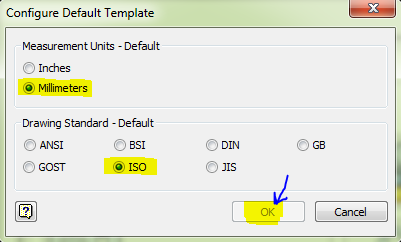 Configure Default Template
Measurement Units - Default
Inches
Millimeters
Drawing Standard - Default
ANSI BSI DIN GB
GOST ISO JIS
? OK Cancel